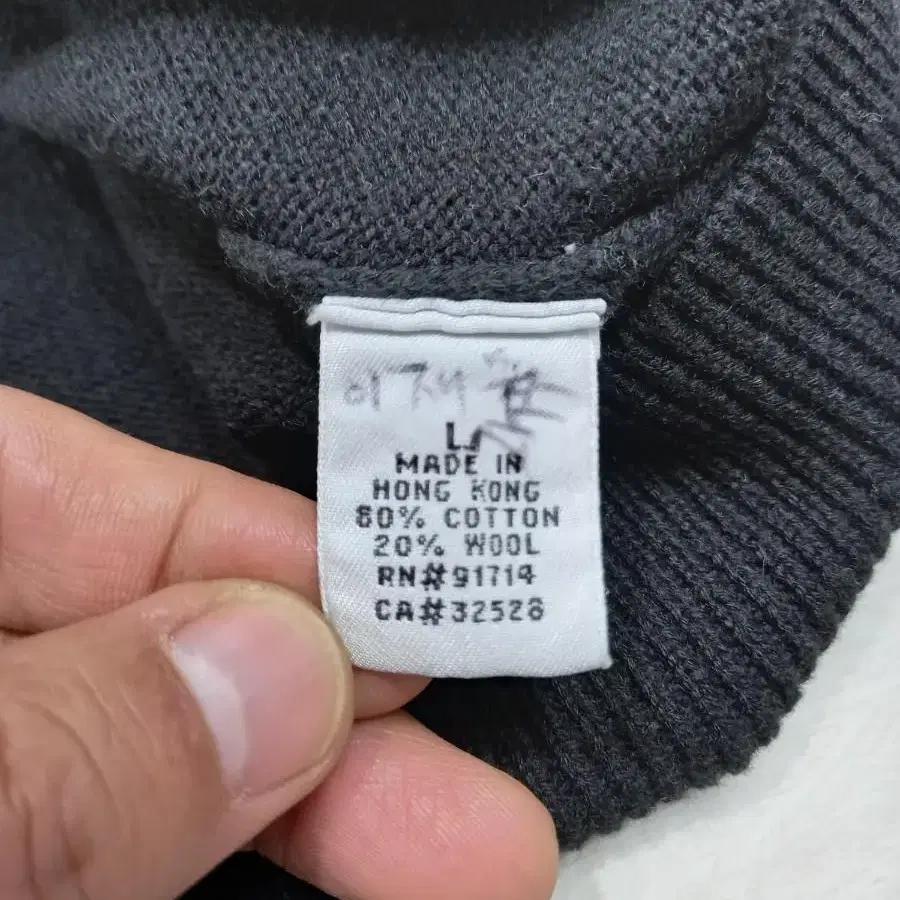 L
MADE IN
HONG KONG
80% COTTON
20% WOOL
RN#91714
CA#32528